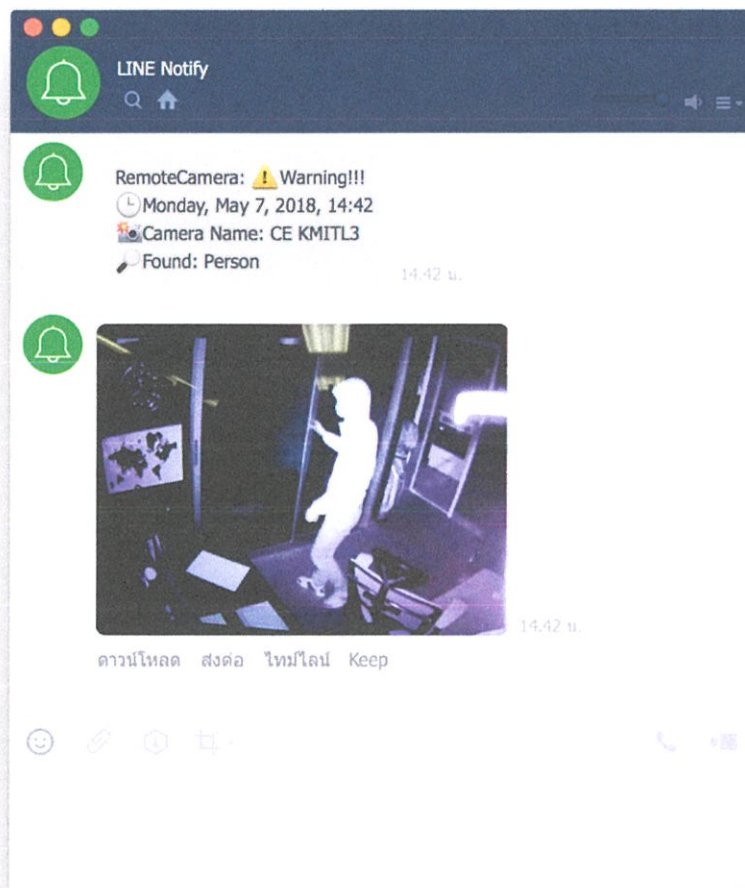 LINE Notify
RemoteCamera: ⚠️Warning!!!
🕒Monday, May 7, 2018, 14:42
📸Camera Name: CE KMITL3
🔎Found: Person
14.42 น.
14.42 น.
ดาวน์โหลด ส่งต่อ ไทม์ไลน์ Keep